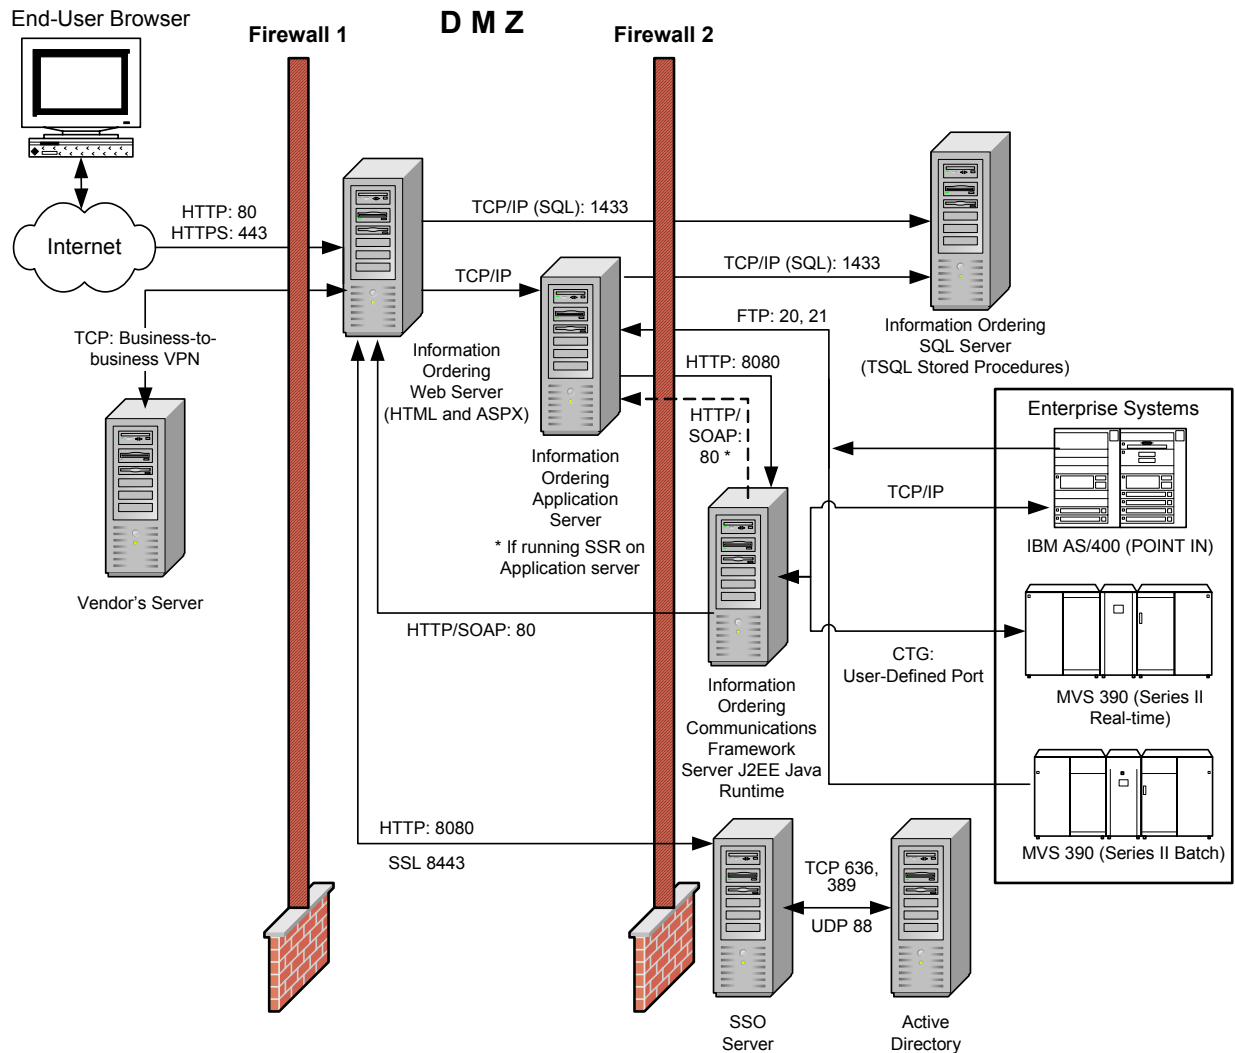 End-User Browser
Firewall 1
D M Z
Firewall 2
Internet
HTTP: 80
HTTPS: 443
TCP/IP (SQL): 1433
TCP/IP
TCP/IP (SQL): 1433
TCP: Business-to-
business VPN
Information
Ordering
Web Server
(HTML and ASPX)
FTP: 20, 21
Information Ordering
SQL Server
(TSQL Stored Procedures)
HTTP: 8080
HTTP/
SOAP:
80 *
Enterprise Systems
Information
Ordering
Application
Server
* If running SSR on
Application server
TCP/IP
IBM AS/400 (POINT IN)
Vendor's Server
HTTP/SOAP: 80
CTG:
User-Defined Port
Information
Ordering
Communications
Framework
Server J2EE Java
Runtime
MVS 390 (Series II
Real-time)
MVS 390 (Series II Batch)
HTTP: 8080
SSL 8443
TCP 636,
389
UDP 88
SSO
Server
Active
Directory